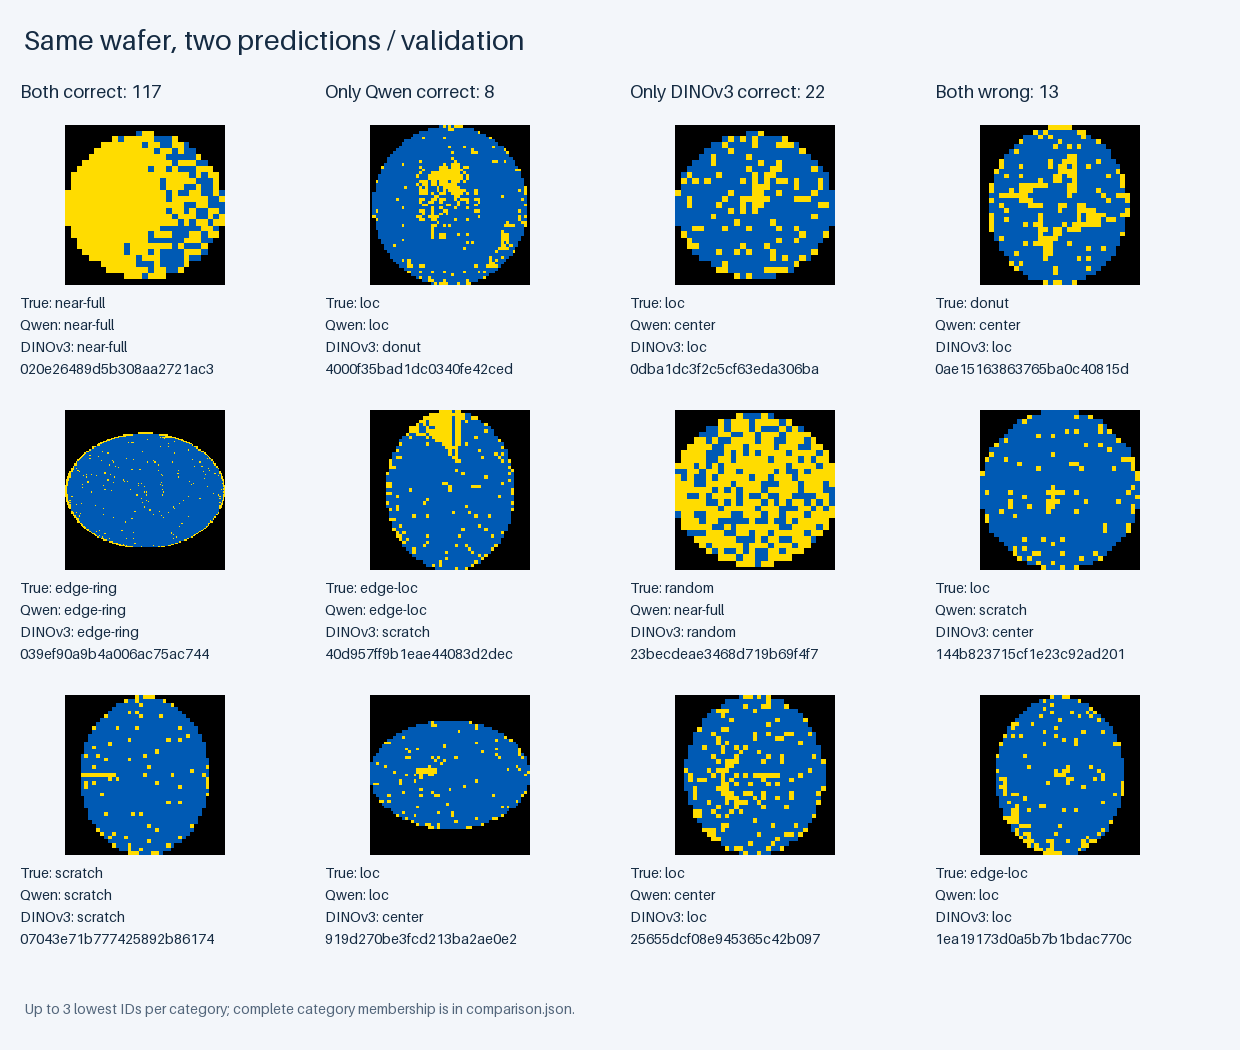 Same wafer, two predictions / validation
Both correct: 117
Only Qwen correct: 8
Only DINOv3 correct: 22
Both wrong: 13
True: near-full
Qwen: near-full
DINOv3: near-full
020e26489d5b308aa2721ac3
True: loc
Qwen: loc
DINOv3: donut
4000f35bad1dc0340fe42ced
True: loc
Qwen: center
DINOv3: loc
0dba1dc3f2c5cf63eda306ba
True: donut
Qwen: center
DINOv3: loc
0ae15163863765ba0c40815d
True: edge-ring
Qwen: edge-ring
DINOv3: edge-ring
039ef90a9b4a006ac75ac744
True: edge-loc
Qwen: edge-loc
DINOv3: scratch
40d957ff9b1eae44083d2dec
True: random
Qwen: near-full
DINOv3: random
23becdeae3468d719b69f4f7
True: loc
Qwen: scratch
DINOv3: center
144b823715cf1e23c92ad201
True: scratch
Qwen: scratch
DINOv3: scratch
07043e71b777425892b86174
True: loc
Qwen: loc
DINOv3: center
919d270be3fcd213ba2ae0e2
True: loc
Qwen: center
DINOv3: loc
25655dcf08e945365c42b097
True: edge-loc
Qwen: loc
DINOv3: loc
1ea19173d0a5b7b1bdac770c
Up to 3 lowest IDs per category; complete category membership is in comparison.json.